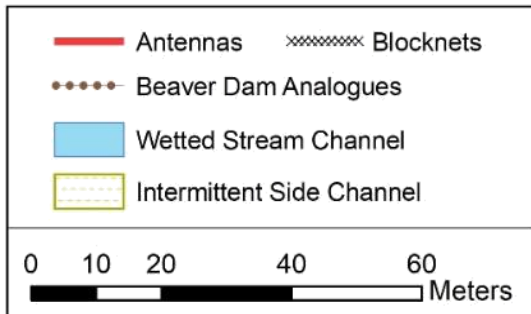 Antennas Blocknets
Beaver Dam Analogues
Wetted Stream Channel
Intermittent Side Channel
0 10 20 40 60
Meters